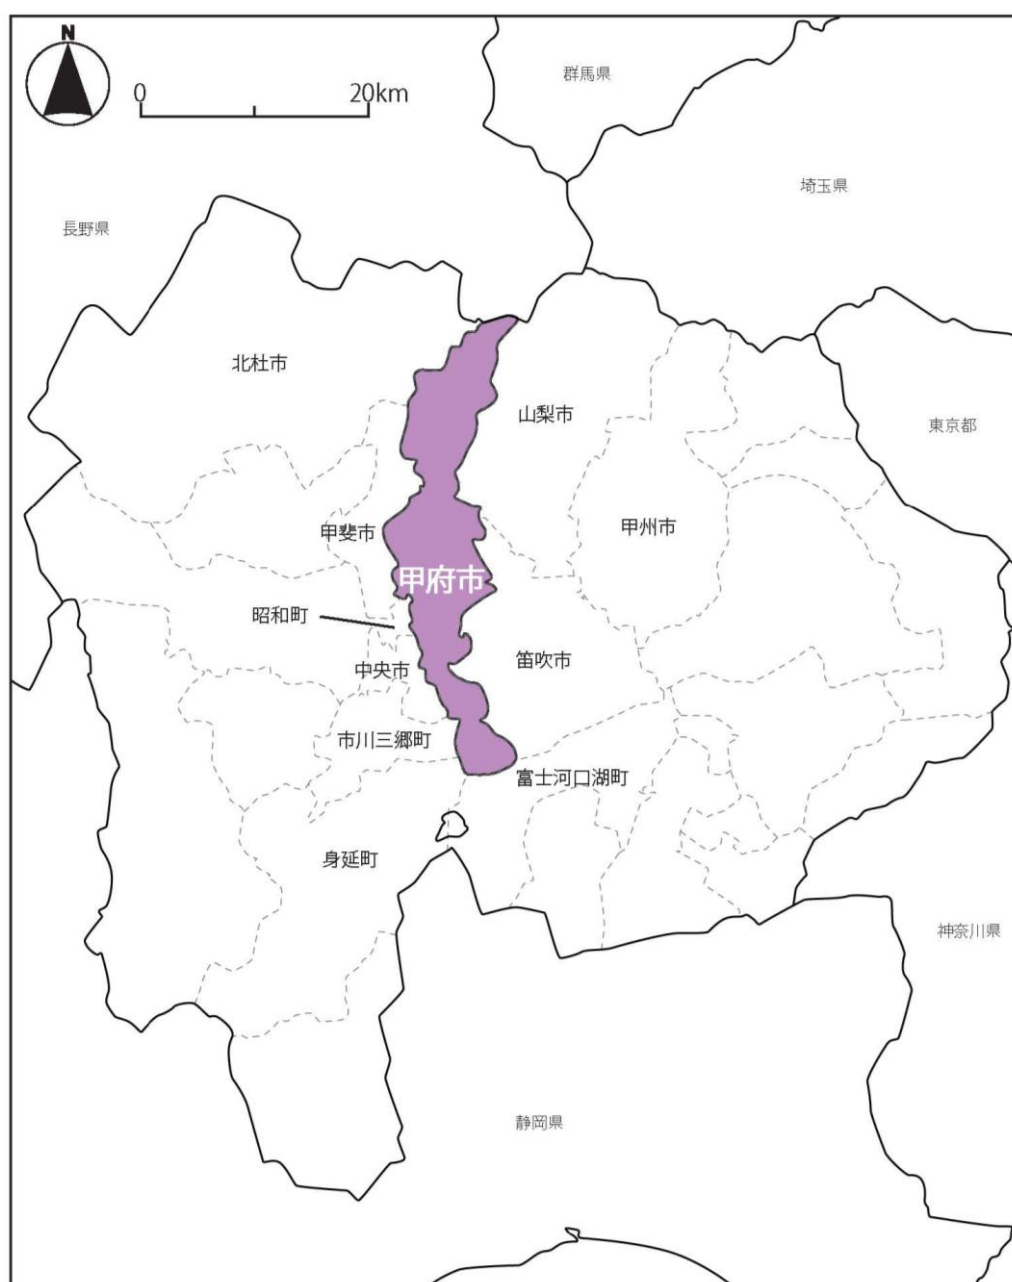 N
0
20km
群馬県
埼玉県
長野県
北杜市
山梨市
東京都
甲斐市
甲州市
甲府市
昭和町
笛吹市
中央市
市川三郷町
富士河口湖町
身延町
神奈川県
静岡県